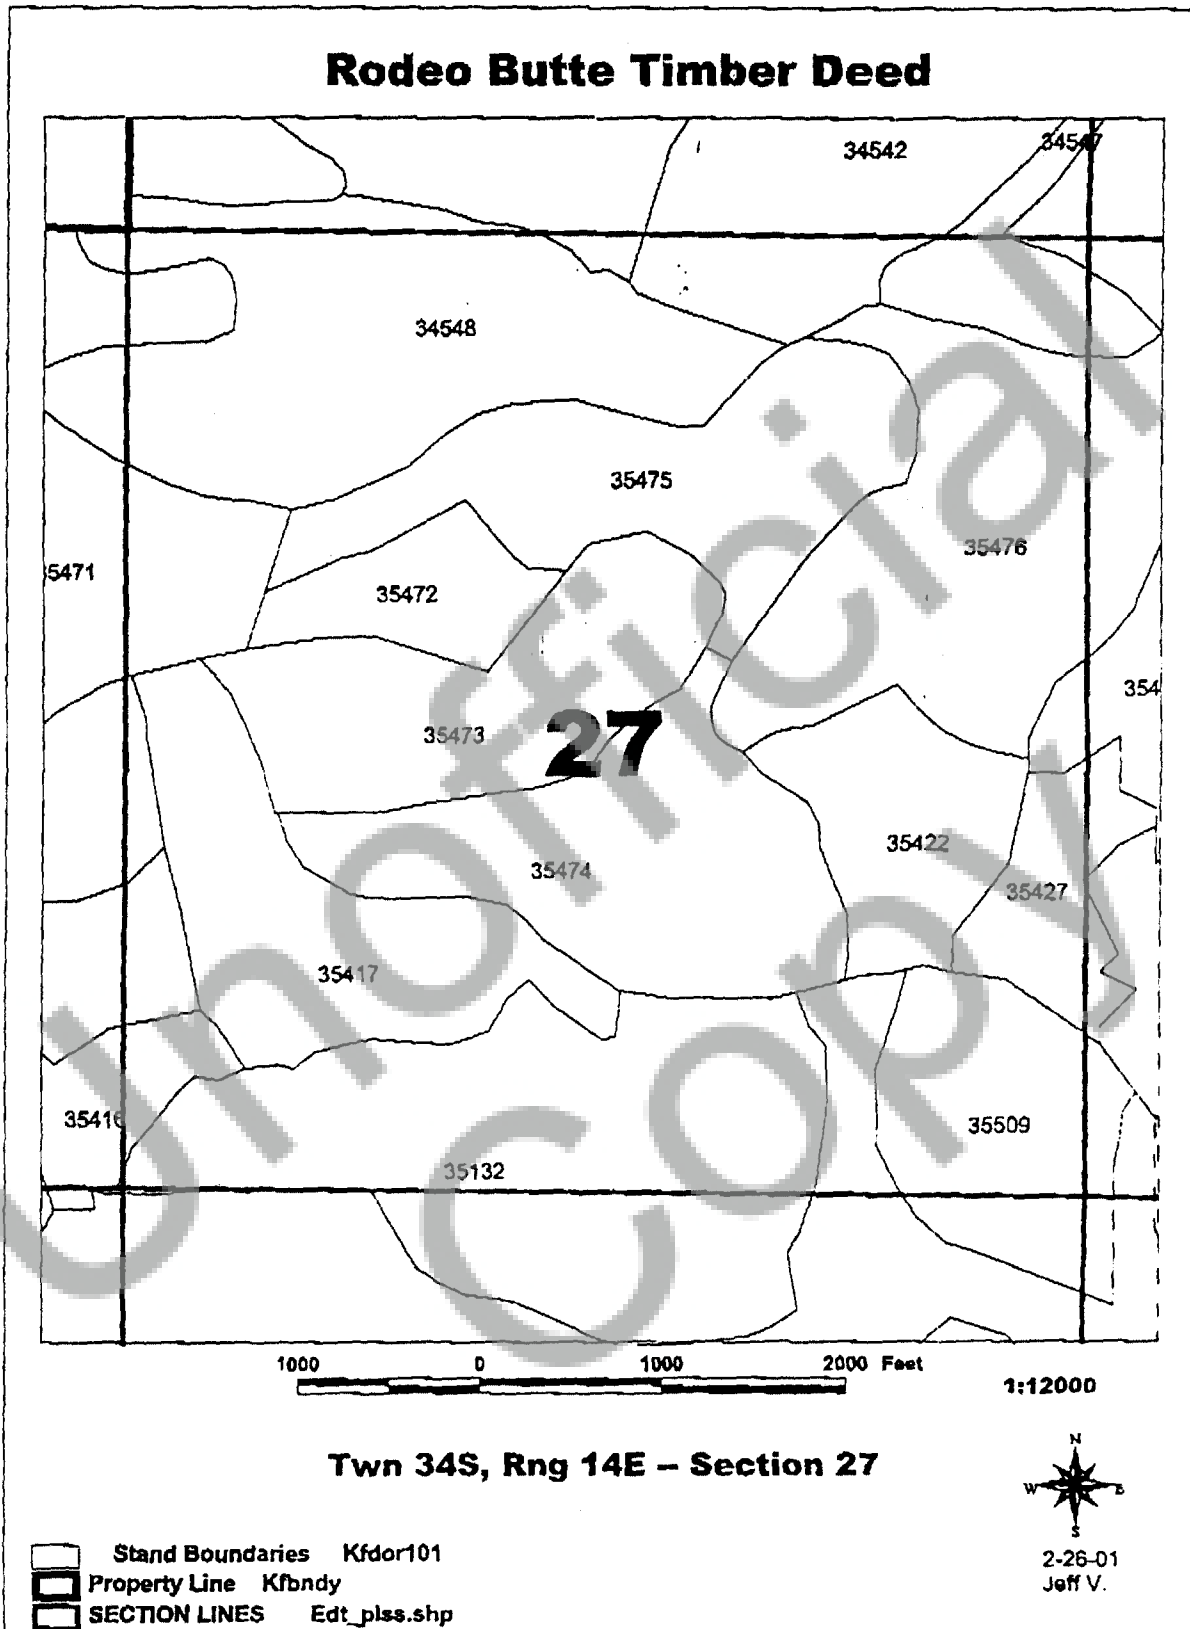 Rodeo Butte Timber Deed
34542
34547
34548
35475
35476
5471
35472
354
35473
27
35422
35474
35427
35417
35416
35509
35132
Unofficial
Copy
1000 0 1000 2000 Feet
1:12000
Twn 34S, Rng 14E – Section 27
N
W E
S
Stand Boundaries Kfdor101
Property Line Kfbndy
SECTION LINES Edt_plss.shp
2-26-01
Jeff V.